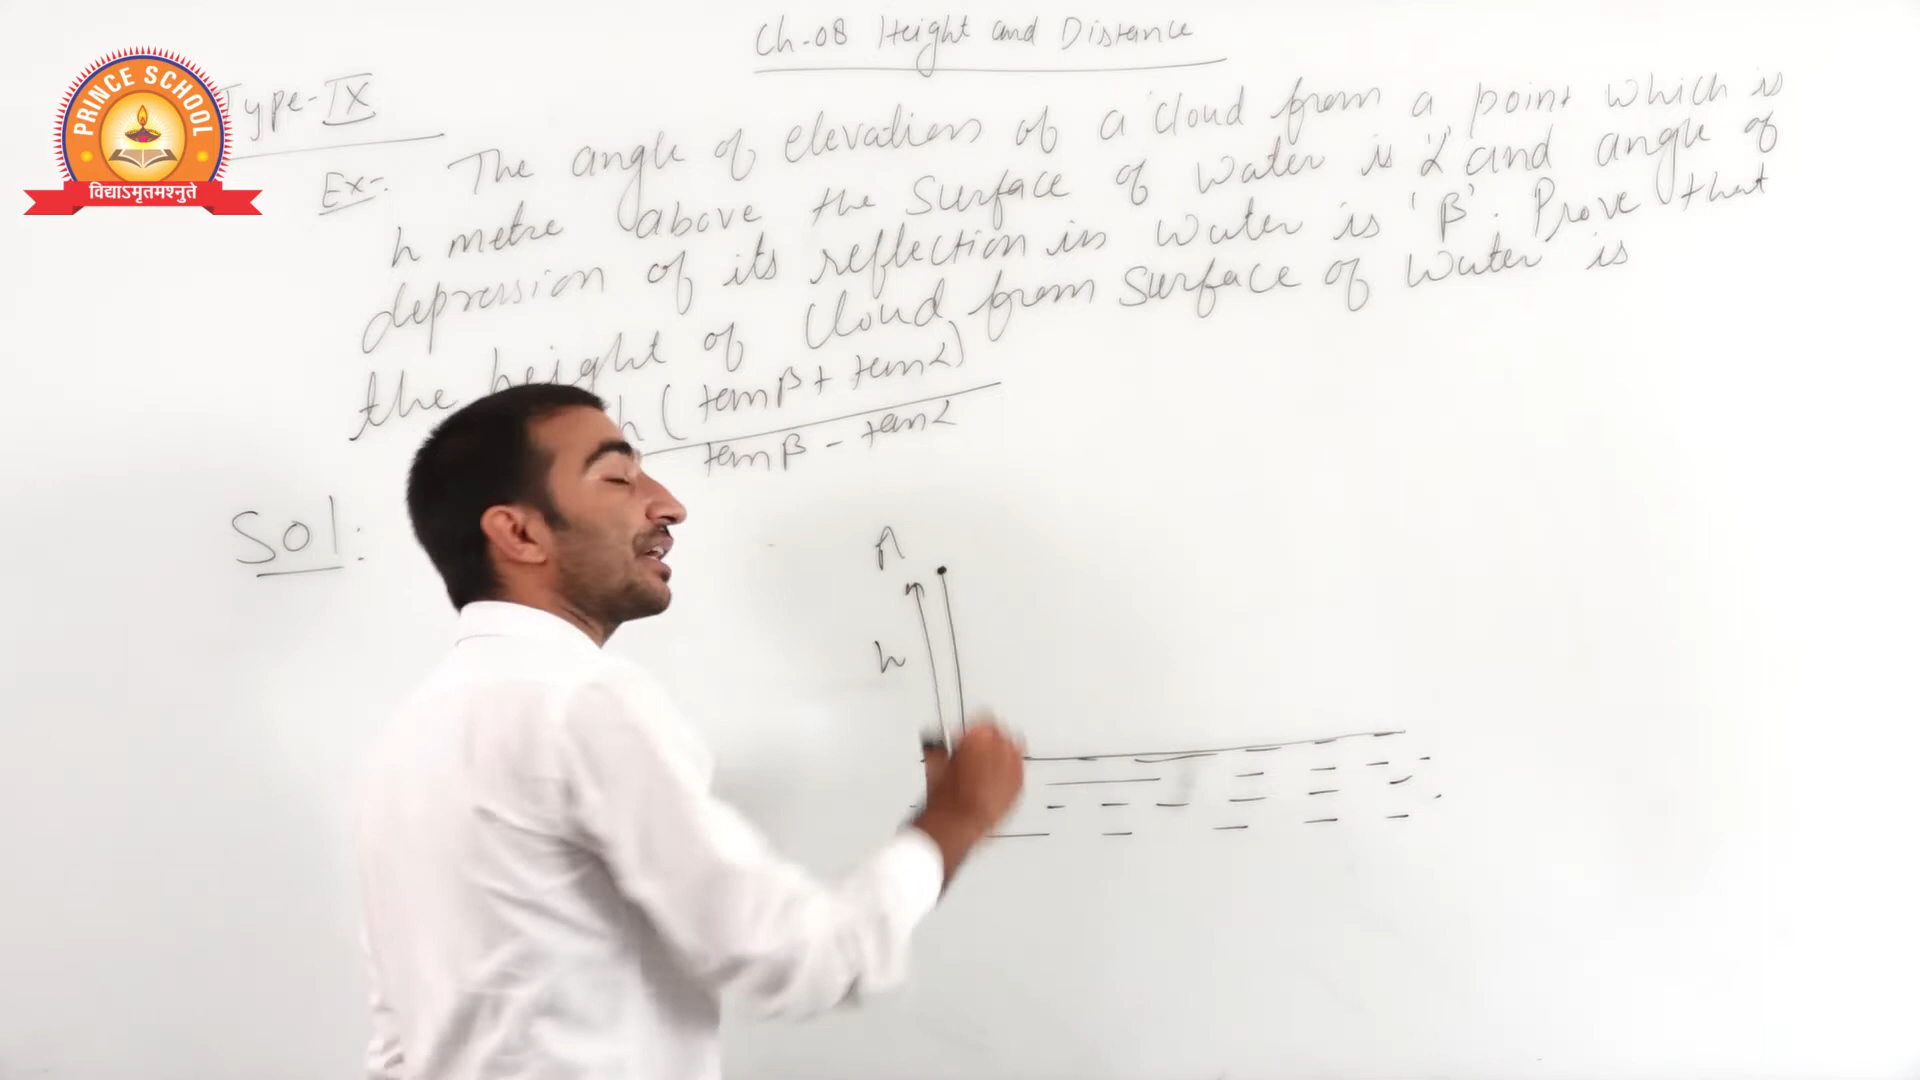 Ch-08 Height and Distance
PRINCE SCHOOL
विद्याऽमृतमश्नुते
Type-IX
Ex-. The angle of elevation of a cloud from a point which is
h metre above the surface of water is 'α' and angle of
depression of its reflection in water is 'β'. Prove that
the height of cloud from surface of water is
h (tanβ + tanα)
tanβ - tanα
Sol:
A
h